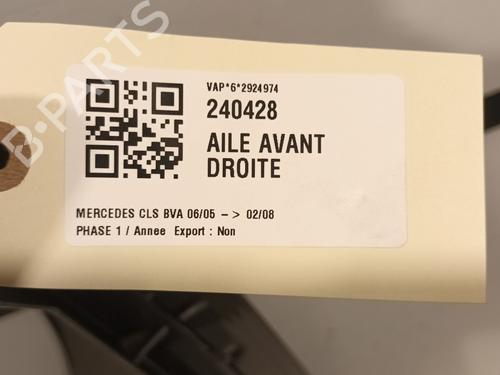 B-PARTS
VAP*6*2924974
240428
AILE AVANT
DROITE
MERCEDES CLS BVA 06/05 -> 02/08
PHASE 1 / Annee Export : Non